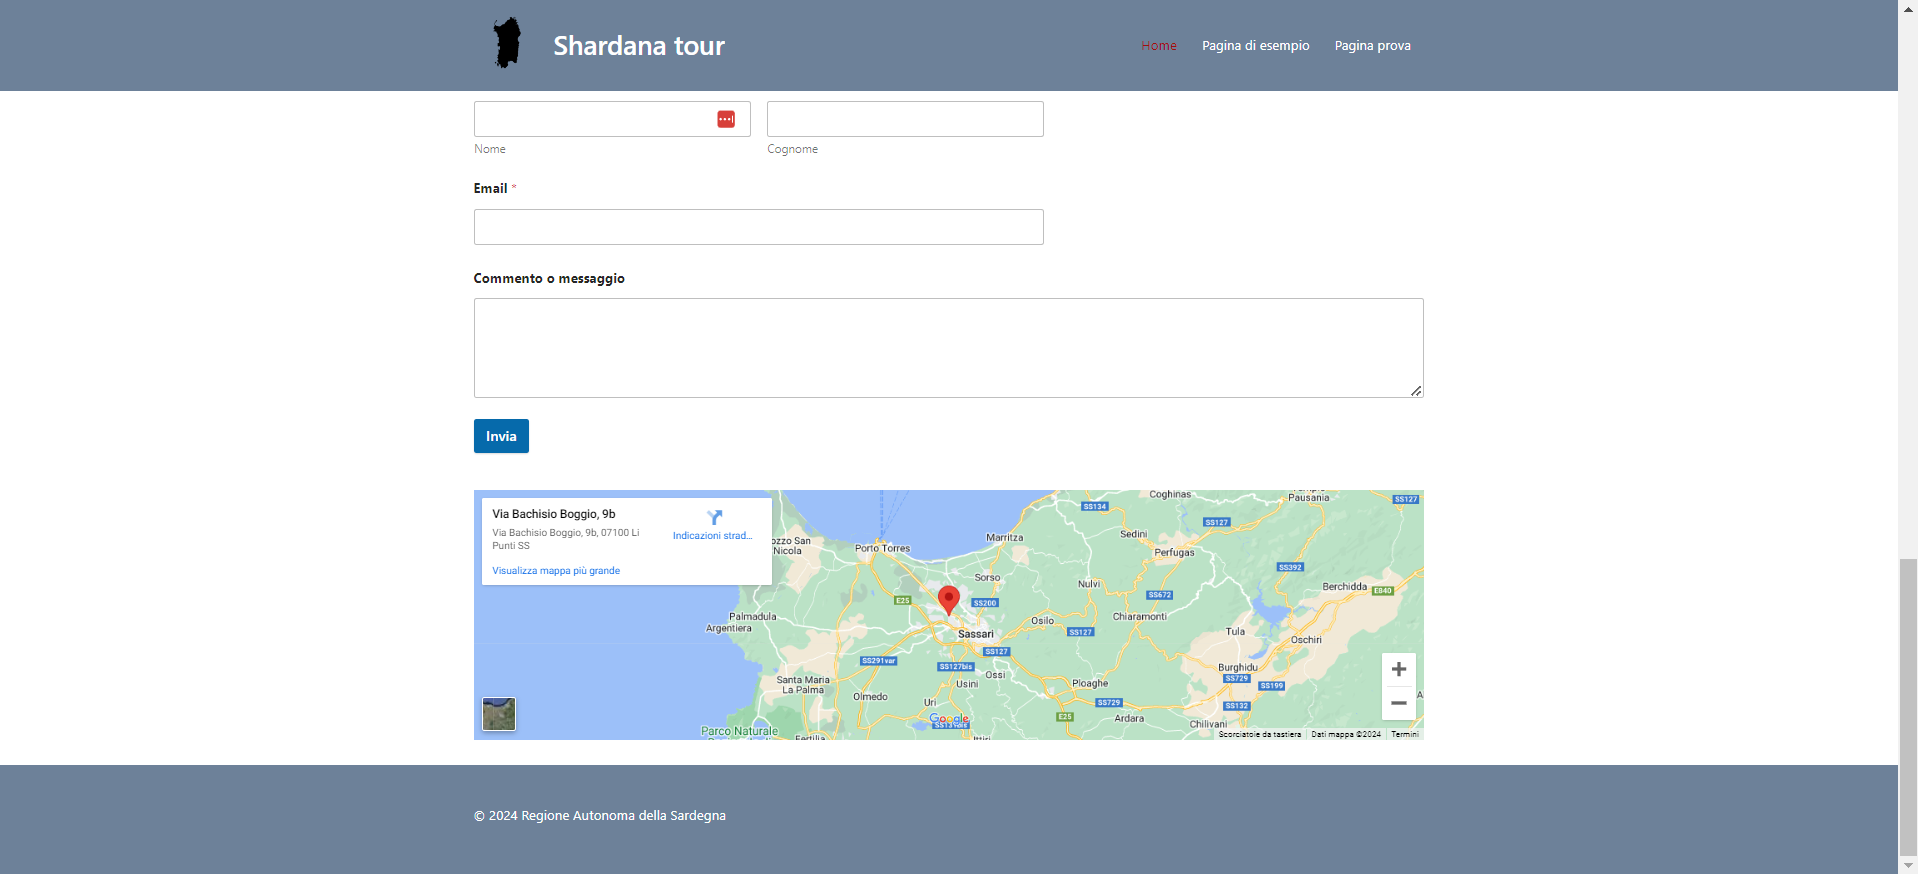 Shardana tour
Home
Pagina di esempio
Pagina prova
Nome
Cognome
Email *
Commento o messaggio
Invia
Via Bachisio Boggio, 9b
Via Bachisio Boggio, 9b, 07100 Li
Punti SS
Indicazioni strad...
Visualizza mappa più grande
Coghinas
Pausania
SS127
SS134
SS127
ozzo San
Nicola
Porto Torres
Marritza
Sedini
Perfugas
SS392
Sorso
Nulvi
Berchidda
E840
E25
SS200
SS672
Palmadula
Argentiera
Osilo
Chiaramonti
Sassari
SS127
Tula
Oschiri
SS127
SS291var
SS127bis
Ossi
Burghidu
SS729
SS199
Santa Maria
La Palma
Usini
Ploaghe
Olmedo
Uri
SS729
SS132
Google
E25
Ardara
Chilivani
Parco Naturale
Scorciatoie da tastiera
Dati mappa ©2024
Termini
© 2024 Regione Autonoma della Sardegna